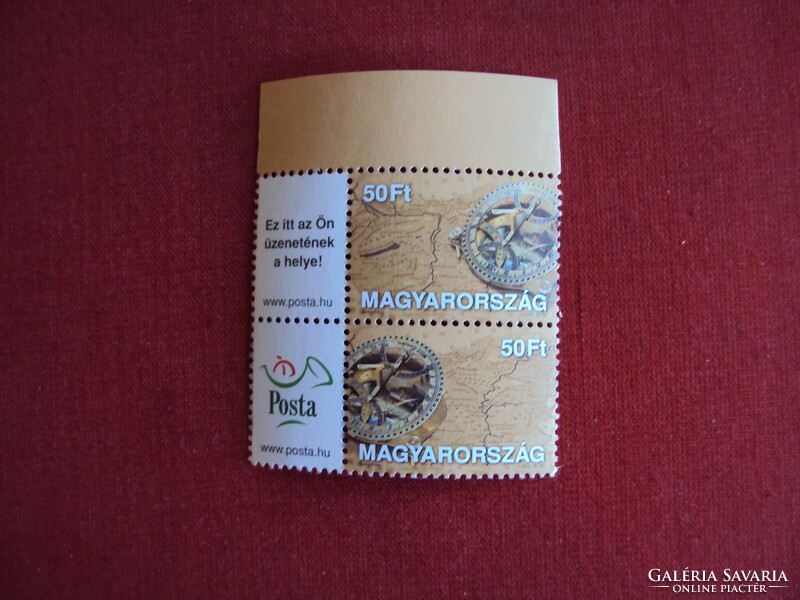 Ez itt az Ön
üzenetének
a helye!
www.posta.hu
50Ft
MAGYARORSZÁG
Posta
www.posta.hu
50Ft
MAGYARORSZÁG
GALÉRIA SAVARIA
ONLINE PIACTÉR